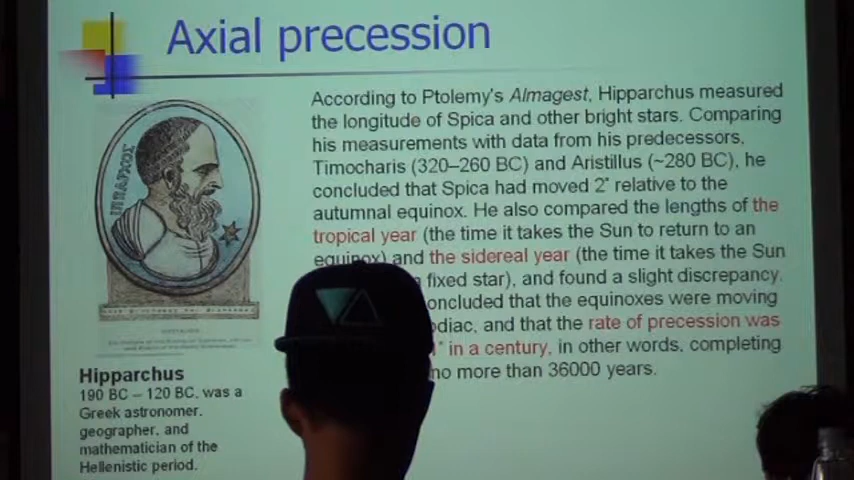 Axial precession
According to Ptolemy's Almagest, Hipparchus measured
the longitude of Spica and other bright stars. Comparing
his measurements with data from his predecessors,
Timocharis (320–260 BC) and Aristillus (~280 BC), he
concluded that Spica had moved 2° relative to the
autumnal equinox. He also compared the lengths of the
tropical year (the time it takes the Sun to return to an
equinox) and the sidereal year (the time it takes the Sun
fixed star), and found a slight discrepancy.
oncluded that the equinoxes were moving
odiac, and that the rate of precession was
1° in a century, in other words, completing
no more than 36000 years.
ΙΠΠΑΡΧΟΣ
Hipparchus
190 BC – 120 BC, was a
Greek astronomer,
geographer, and
mathematician of the
Hellenistic period.